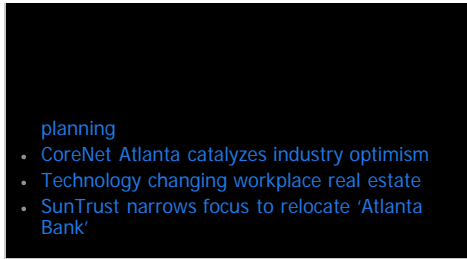 planning
CoreNet Atlanta catalyzes industry optimism
Technology changing workplace real estate
SunTrust narrows focus to relocate ‘Atlanta
Bank’